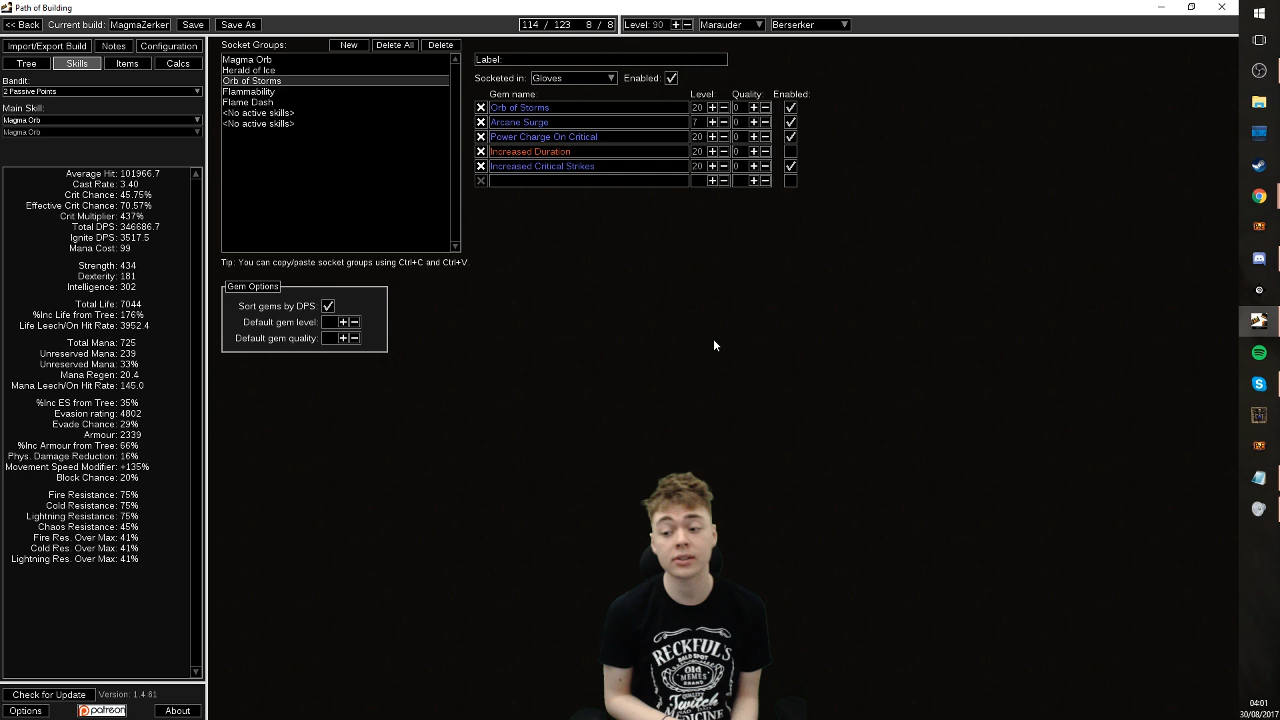 Path of Building
<< Back Current build: MagmaZerker Save Save As 114 / 123 8 / 8 Level: 90 + − Marauder Berserker
Import/Export Build Notes Configuration
Tree Skills Items Calcs
Bandit:
2 Passive Points
Main Skill:
Magma Orb
Magma Orb
Average Hit: 101966.7
Cast Rate: 3.40
Crit Chance: 45.75%
Effective Crit Chance: 70.57%
Crit Multiplier: 437%
Total DPS: 346686.7
Ignite DPS: 3517.5
Mana Cost: 99
Strength: 434
Dexterity: 181
Intelligence: 302
Total Life: 7044
%Inc Life from Tree: 176%
Life Leech/On Hit Rate: 3952.4
Total Mana: 725
Unreserved Mana: 239
Unreserved Mana: 33%
Mana Regen: 20.4
Mana Leech/On Hit Rate: 145.0
%Inc ES from Tree: 35%
Evasion rating: 4802
Evade Chance: 29%
Armour: 2339
%Inc Armour from Tree: 66%
Phys. Damage Reduction: 16%
Movement Speed Modifier: +135%
Block Chance: 20%
Fire Resistance: 75%
Cold Resistance: 75%
Lightning Resistance: 75%
Chaos Resistance: 45%
Fire Res. Over Max: 41%
Cold Res. Over Max: 41%
Lightning Res. Over Max: 41%
Check for Update Version: 1.4.61
Options patreon About
Socket Groups: New Delete All Delete
Magma Orb
Herald of Ice
Orb of Storms
Flammability
Flame Dash
<No active skills>
<No active skills>
Tip: You can copy/paste socket groups using Ctrl+C and Ctrl+V.
Gem Options
Sort gems by DPS:
Default gem level: + −
Default gem quality: + −
Label:
Socketed in: Gloves Enabled:
Gem name: Level: Quality: Enabled:
Orb of Storms 20 + − 0 + −
Arcane Surge 7 + − 0 + −
Power Charge On Critical 20 + − 0 + −
Increased Duration 20 + − 0 + −
Increased Critical Strikes 20 + − 0 + −
RECKFUL'S
BALD SPOT
Old
"MEMES"
BRAND
QUALITY
Switch
MEDICINE
04:01
30/08/2017